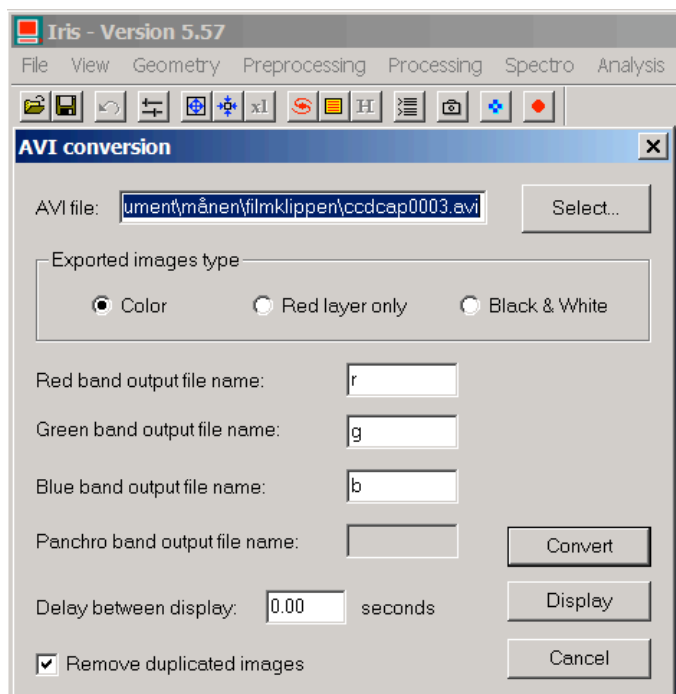 Iris - Version 5.57
File View Geometry Preprocessing Processing Spectro Analysis
xI H
AVI conversion
AVI file: ument\månen\filmklippen\ccdcap0003.avi Select...
Exported images type
Color Red layer only Black & White
Red band output file name: r
Green band output file name: g
Blue band output file name: b
Panchro band output file name:
Convert
Delay between display: 0.00 seconds
Display
Remove duplicated images
Cancel